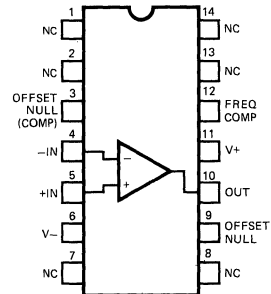 1
NC
14
NC
2
NC
13
NC
3
OFFSET
NULL
(COMP)
12
FREQ
COMP
4
–IN
–
11
V+
5
+IN
+
10
OUT
6
V–
9
OFFSET
NULL
7
NC
8
NC